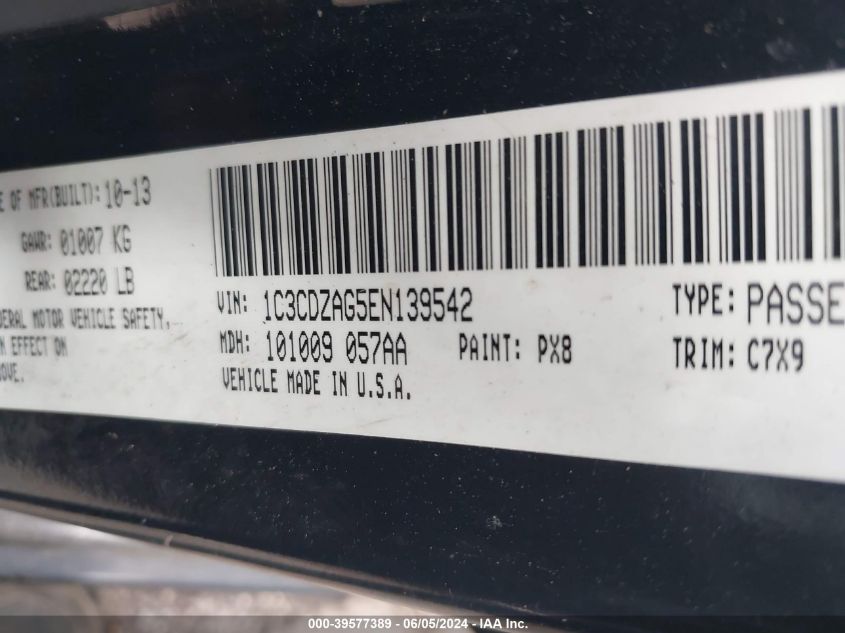 E OF MFR(BUILT): 10-13
GAWR: 01007 KG
REAR: 02220 LB
DERAL MOTOR VEHICLE SAFETY,
N EFFECT ON
OVE.
VIN: 1C3CDZAG5EN139542 TYPE: PASSE
MDH: 101009 057AA PAINT: PX8 TRIM: C7X9
VEHICLE MADE IN U.S.A.
000-39577389 - 06/05/2024 - IAA Inc.